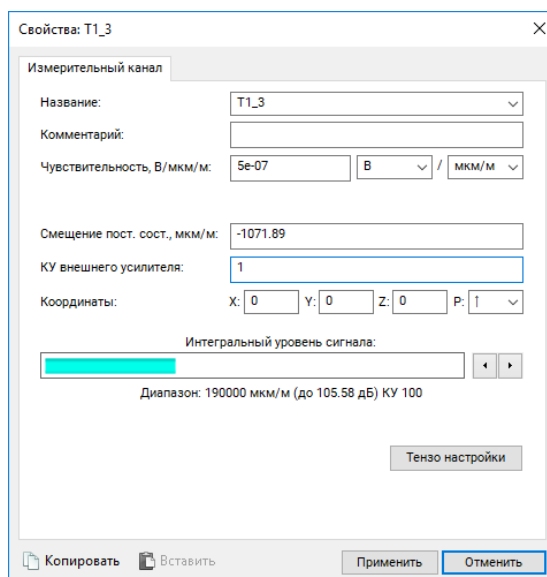 Свойства: T1_3
Измерительный канал
Название: T1_3
Комментарий:
Чувствительность, В/мкм/м: 5e-07 В / мкм/м
Смещение пост. сост., мкм/м: -1071.89
КУ внешнего усилителя: 1
Координаты: X: 0 Y: 0 Z: 0 P: ↑
Интегральный уровень сигнала:
Диапазон: 190000 мкм/м (до 105.58 дБ) КУ 100
Тензо настройки
Копировать Вставить Применить Отменить